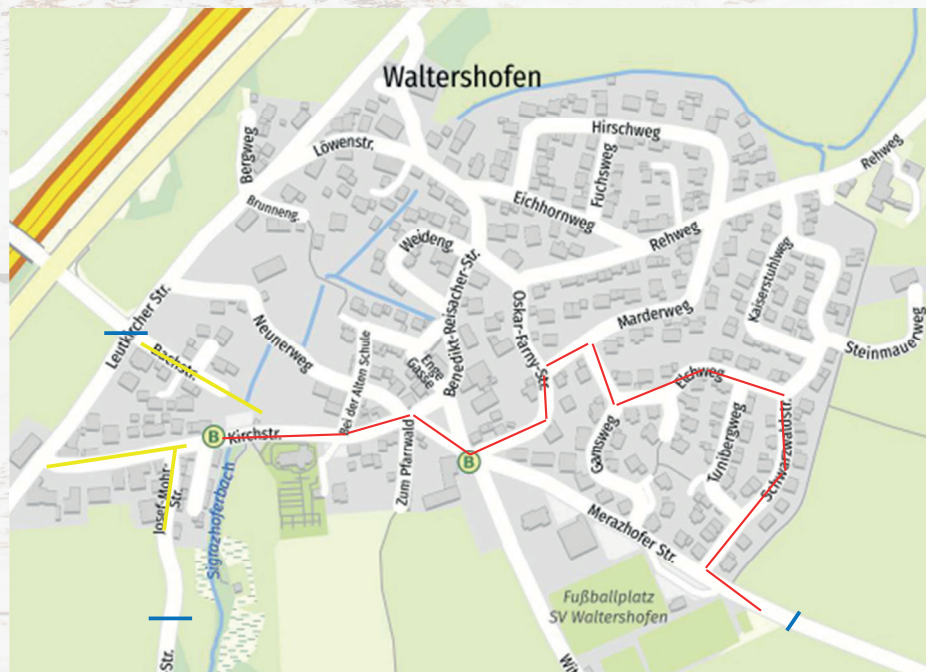 Waltershofen
Hirschweg
Löwenstr.
Bergweg
Fuchsweg
Rehweg
Eichhornweg
Brunneng.
Weideng.
Rehweg
Kaiserstuhlweg
Benedikt-Reisacher-Str.
Oskar-Farny-Str.
Marderweg
Leutkircher Str.
Neunerweg
Steinmauerweg
Bei der Alten Schule
Enge
Gasse
Bachstr.
Elchweg
B
Kirchstr.
Tunibergweg
Schwarzwaldstr.
Gamsweg
B
Zum Pfarrwald
Josef-Mohr-
Str.
Sigrazhoferbach
Merazhofer Str.
Fußballplatz
SV Waltershofen
Str.
Wit